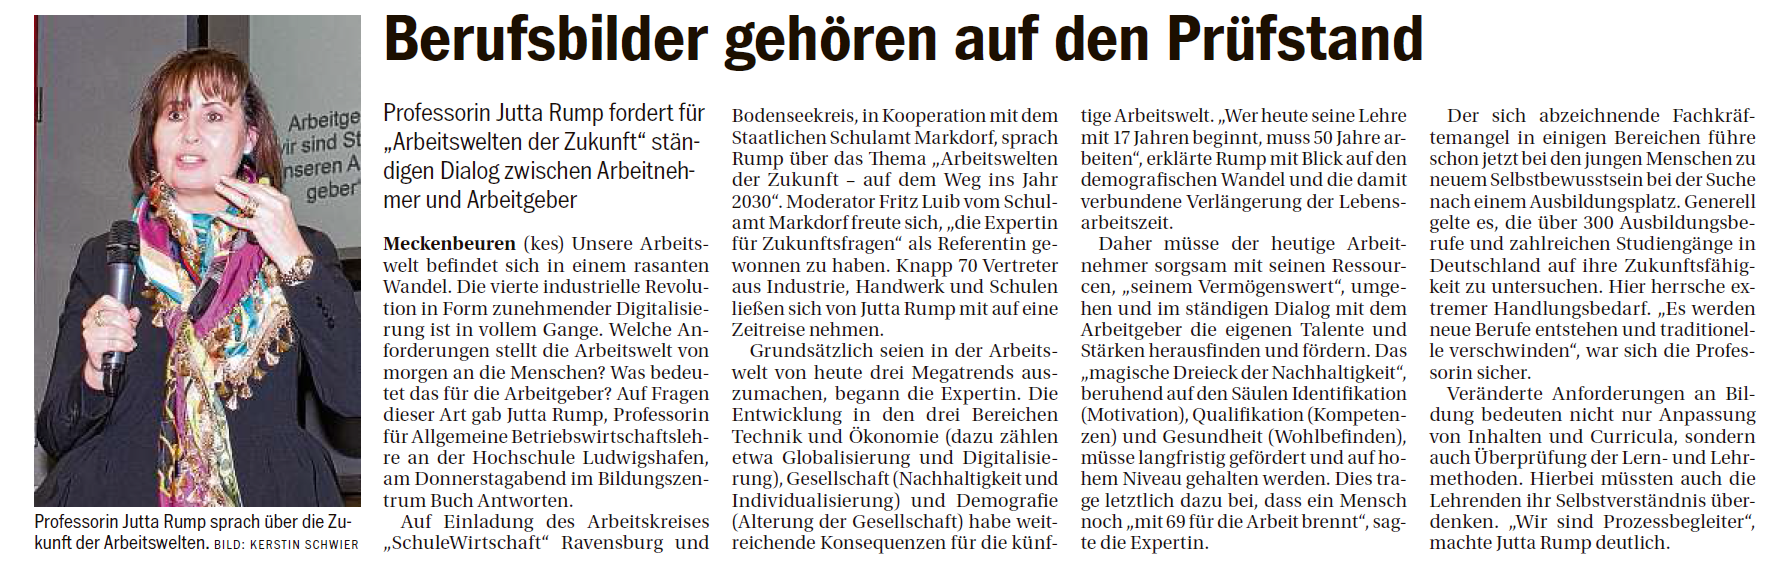 Berufsbilder gehören auf den Prüfstand
Arbeitge
wir sind St
nseren A
geber"
Professorin Jutta Rump sprach über die Zu-
kunft der Arbeitswelten. BILD: KERSTIN SCHWIER
Professorin Jutta Rump fordert für
„Arbeitswelten der Zukunft“ stän-
digen Dialog zwischen Arbeitneh-
mer und Arbeitgeber
Meckenbeuren (kes) Unsere Arbeits-
welt befindet sich in einem rasanten
Wandel. Die vierte industrielle Revolu-
tion in Form zunehmender Digitalisie-
rung ist in vollem Gange. Welche An-
forderungen stellt die Arbeitswelt von
morgen an die Menschen? Was bedeu-
tet das für die Arbeitgeber? Auf Fragen
dieser Art gab Jutta Rump, Professorin
für Allgemeine Betriebswirtschaftsleh-
re an der Hochschule Ludwigshafen,
am Donnerstagabend im Bildungszen-
trum Buch Antworten.
Auf Einladung des Arbeitskreises
„SchuleWirtschaft“ Ravensburg und
Bodenseekreis, in Kooperation mit dem
Staatlichen Schulamt Markdorf, sprach
Rump über das Thema „Arbeitswelten
der Zukunft – auf dem Weg ins Jahr
2030“. Moderator Fritz Luib vom Schul-
amt Markdorf freute sich, „die Expertin
für Zukunftsfragen“ als Referentin ge-
wonnen zu haben. Knapp 70 Vertreter
aus Industrie, Handwerk und Schulen
ließen sich von Jutta Rump mit auf eine
Zeitreise nehmen.
Grundsätzlich seien in der Arbeits-
welt von heute drei Megatrends aus-
zumachen, begann die Expertin. Die
Entwicklung in den drei Bereichen
Technik und Ökonomie (dazu zählen
etwa Globalisierung und Digitalisie-
rung), Gesellschaft (Nachhaltigkeit und
Individualisierung) und Demografie
(Alterung der Gesellschaft) habe weit-
reichende Konsequenzen für die künf-
tige Arbeitswelt. „Wer heute seine Lehre
mit 17 Jahren beginnt, muss 50 Jahre ar-
beiten“, erklärte Rump mit Blick auf den
demografischen Wandel und die damit
verbundene Verlängerung der Lebens-
arbeitszeit.
Daher müsse der heutige Arbeit-
nehmer sorgsam mit seinen Ressour-
cen, „seinem Vermögenswert“, umge-
hen und im ständigen Dialog mit dem
Arbeitgeber die eigenen Talente und
Stärken herausfinden und fördern. Das
„magische Dreieck der Nachhaltigkeit“,
beruhend auf den Säulen Identifikation
(Motivation), Qualifikation (Kompeten-
zen) und Gesundheit (Wohlbefinden),
müsse langfristig gefördert und auf ho-
hem Niveau gehalten werden. Dies tra-
ge letztlich dazu bei, dass ein Mensch
noch „mit 69 für die Arbeit brennt“, sag-
te die Expertin.
Der sich abzeichnende Fachkräf-
temangel in einigen Bereichen führe
schon jetzt bei den jungen Menschen zu
neuem Selbstbewusstsein bei der Suche
nach einem Ausbildungsplatz. Generell
gelte es, die über 300 Ausbildungsbe-
rufe und zahlreichen Studiengänge in
Deutschland auf ihre Zukunftsfähig-
keit zu untersuchen. Hier herrsche ex-
tremer Handlungsbedarf. „Es werden
neue Berufe entstehen und traditionel-
le verschwinden“, war sich die Profes-
sorin sicher.
Veränderte Anforderungen an Bil-
dung bedeuten nicht nur Anpassung
von Inhalten und Curricula, sondern
auch Überprüfung der Lern- und Lehr-
methoden. Hierbei müssten auch die
Lehrenden ihr Selbstverständnis über-
denken. „Wir sind Prozessbegleiter“,
machte Jutta Rump deutlich.